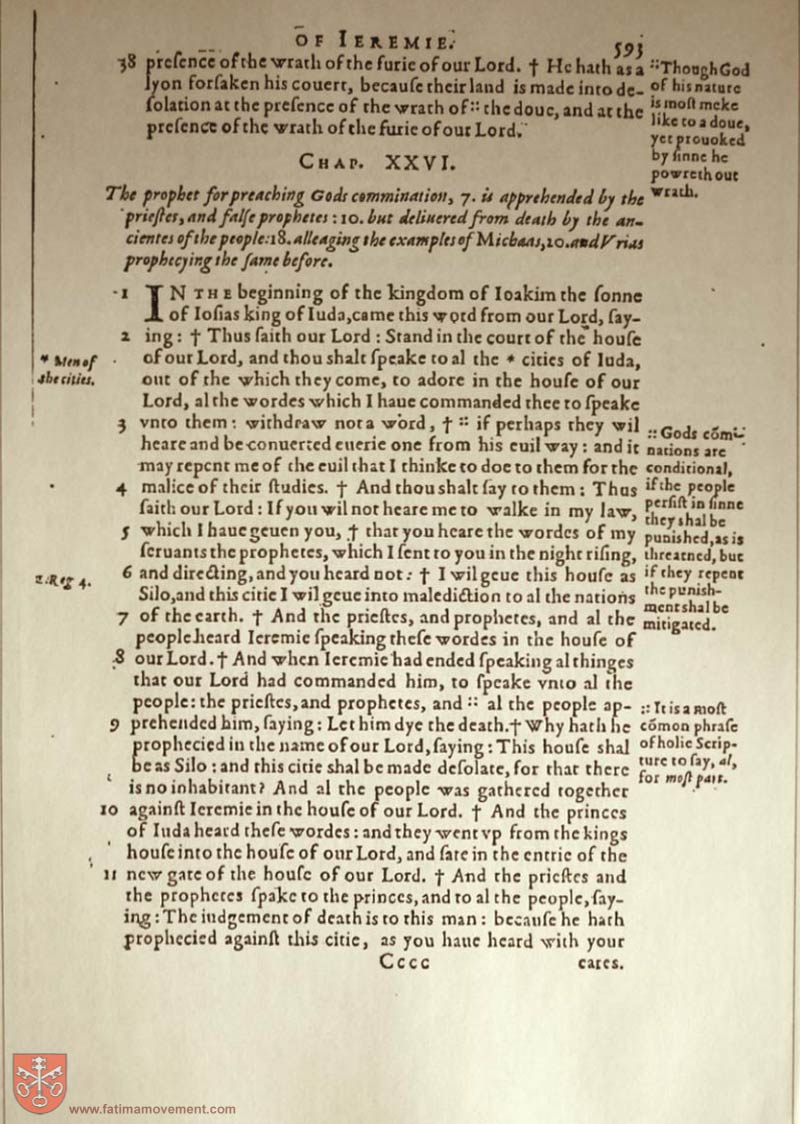 OF IEREMIE. 593
38 preſence of the wrath of the furie of our Lord. † He hath as a
lyon forſaken his couert, becauſe their land is made into de-
ſolation at the preſence of the wrath of :: the doue, and at the
preſence of the wrath of the furie of our Lord.
:: Though God
of his nature
is moſt meke
like to a doue,
yet prouoked
by ſinne he
powreth out
wrath.
CHAP. XXVI.
The prophet for preaching Gods commination, 7. is apprehended by the
prieſtes, and falſe prophetes : 10. but deliuered from death by the an-
cientes of the people: 18. alleaging the examples of Micheas, 20. and Vrias
prophecying the ſame before.
1 IN THE beginning of the kingdom of Ioakim the ſonne
of Ioſias king of Iuda, came this word from our Lord, ſay-
2 ing : † Thus ſaith our Lord : Stand in the court of the houſe
of our Lord, and thou shalt ſpeake to al the * cities of Iuda,
out of the which they come, to adore in the houſe of our
Lord, al the wordes which I haue commanded thee to ſpeake
3 vnto them : withdraw not a word, † :: if perhaps they wil
heare and be conuerted euerie one from his euil way : and it
may repent me of the euil that I thinke to doe to them for the
4 malice of their ſtudies. † And thou shalt ſay to them : Thus
ſaith our Lord : If you wil not heare me to walke in my law,
5 which I haue geuen you, † that you heare the wordes of my
ſeruants the prophetes, which I ſent to you in the night riſing,
6 and directing, and you heard not : † I wil geue this houſe as
Silo, and this citie I wil geue into malediction to al the nations
7 of the earth. † And the prieſtes, and prophetes, and al the
people heard Ieremie ſpeaking theſe wordes in the houſe of
8 our Lord. † And when Ieremie had ended ſpeaking al thinges
that our Lord had commanded him, to ſpeake vnto al the
people : the prieſtes, and prophetes, and :: al the people ap-
9 prehended him, ſaying : Let him dye the death. † Why hath he
prophecied in the name of our Lord, ſaying : This houſe shal
be as Silo : and this citie shal be made deſolate, for that there
is no inhabitant? And al the people was gathered together
10 againſt Ieremie in the houſe of our Lord. † And the princes
of Iuda heard theſe wordes : and they went vp from the kings
houſe into the houſe of our Lord, and ſate in the entrie of the
11 new gate of the houſe of our Lord. † And the prieſtes and
the prophetes ſpake to the princes, and to al the people, ſay-
ing : The iudgement of death is to this man : becauſe he hath
prophecied againſt this citie, as you haue heard with your
Cccc eares.
* Men of
the cities.
2. Reg 4.
:: Gods cõmi-
nations are
conditional,
if the people
perſiſt in ſinne
they shal be
punished, as is
threatned, but
if they repent
the punish-
ment shal be
mitigated.
:: It is a moſt
cõmon phraſe
of holie Scrip-
ture to ſay, al,
for moſt part.
www.fatimamovement.com